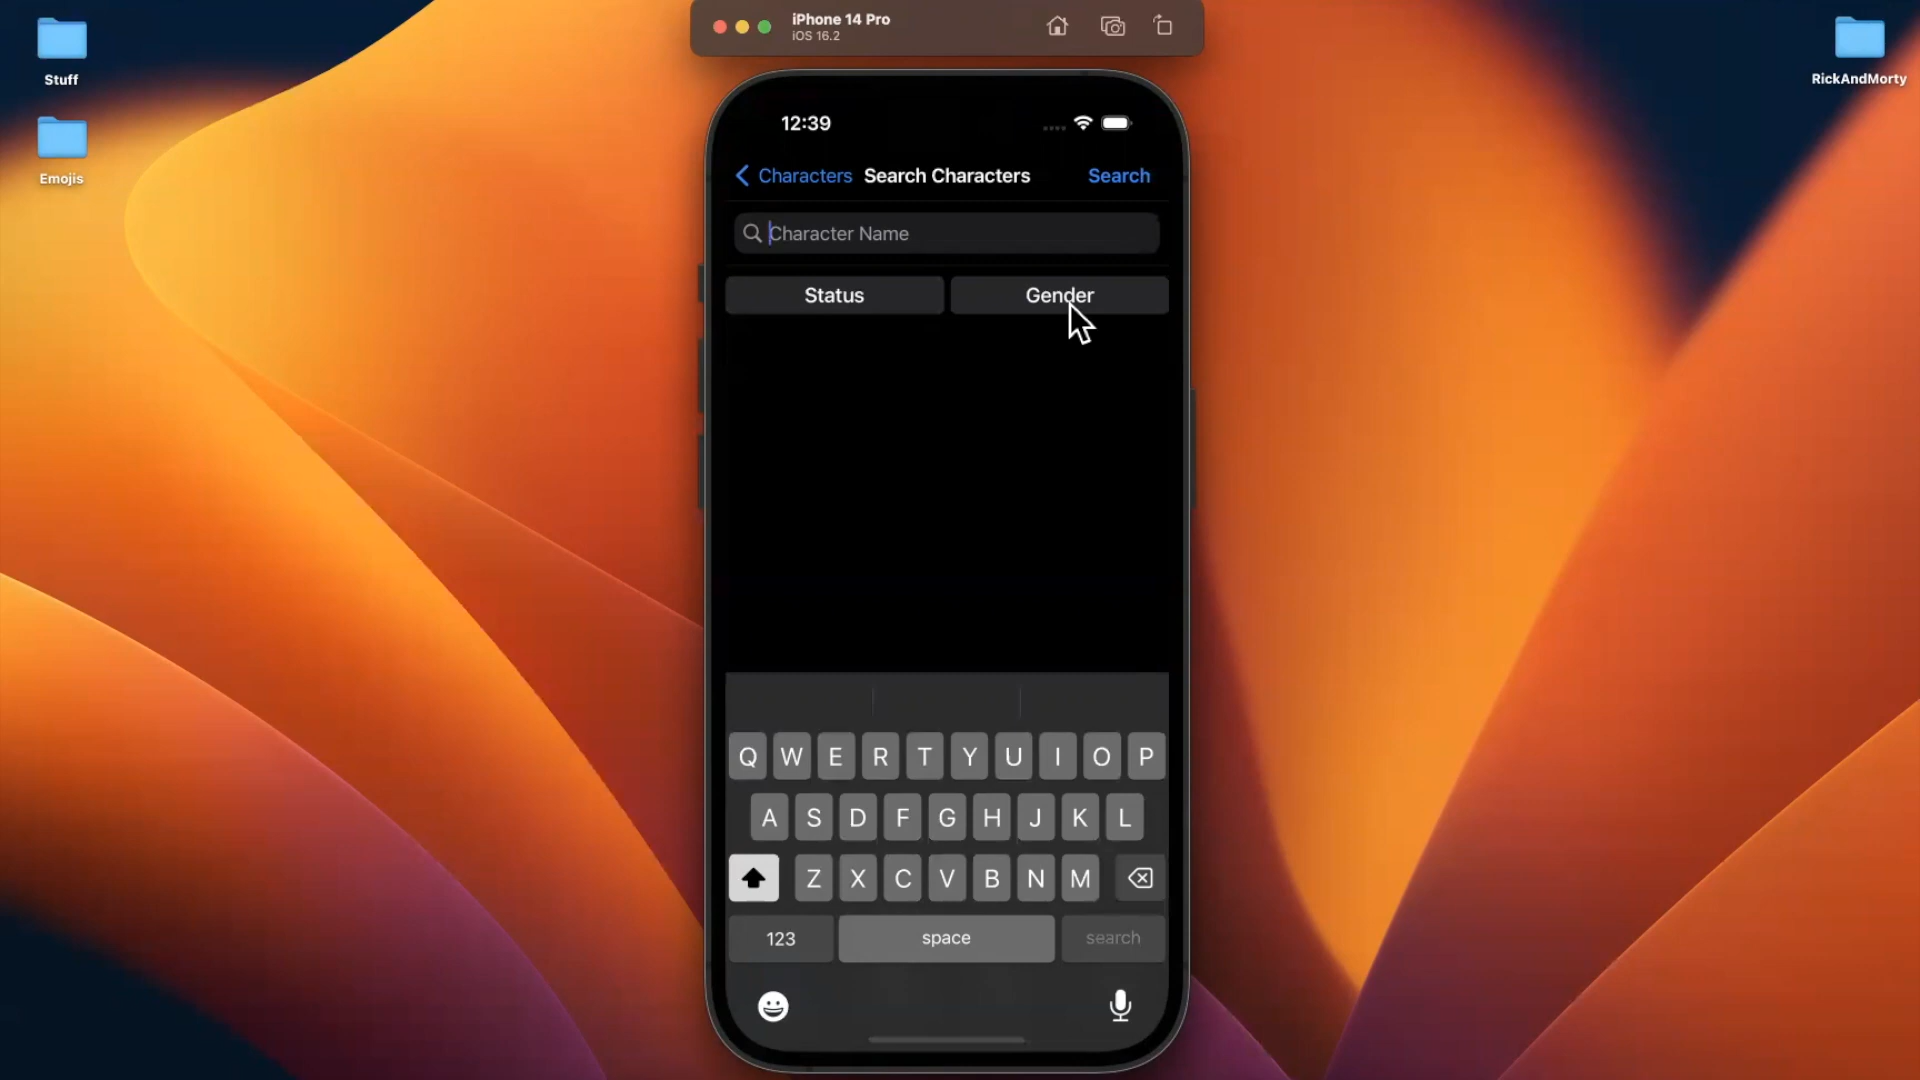 Stuff
Emojis
iPhone 14 Pro
iOS 16.2
RickAndMorty
12:39
Characters
Search Characters
Search
Character Name
Status
Gender
Q W E R T Y U I O P
A S D F G H J K L
Z X C V B N M
123
space
search